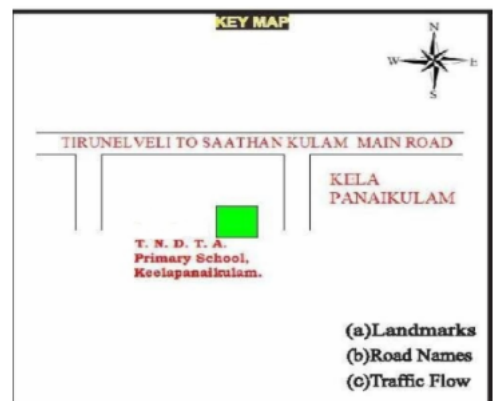 KEY MAP
N
W E
S
TIRUNELVELI TO SAATHAN KULAM MAIN ROAD
KELA
PANAIKULAM
T. N. D. T. A.
Primary School,
Keelapanaikulam.
(a)Landmarks
(b)Road Names
(c)Traffic Flow